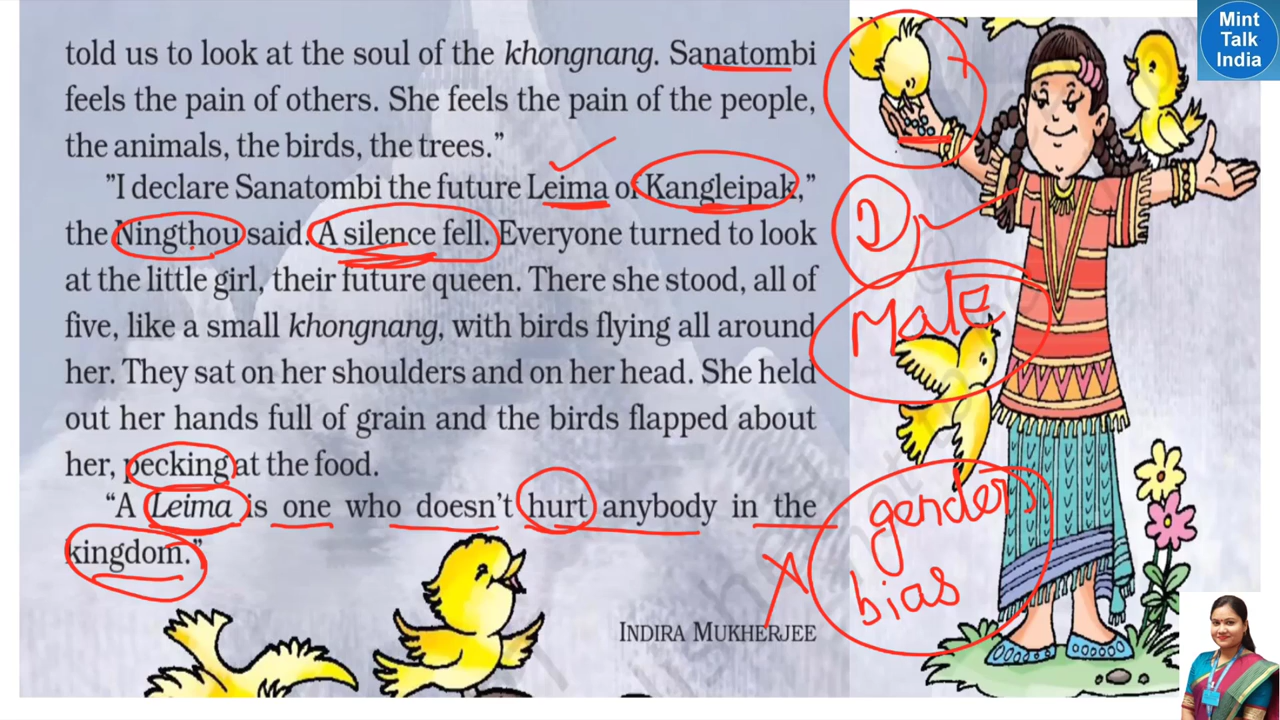 told us to look at the soul of the khongnang. Sanatombi
feels the pain of others. She feels the pain of the people,
the animals, the birds, the trees.”
"I declare Sanatombi the future Leima of Kangleipak,”
the Ningthou said. A silence fell. Everyone turned to look
at the little girl, their future queen. There she stood, all of
five, like a small khongnang, with birds flying all around
her. They sat on her shoulders and on her head. She held
out her hands full of grain and the birds flapped about
her, pecking at the food.
“A Leima is one who doesn’t hurt anybody in the
kingdom.”
INDIRA MUKHERJEE
Male
gender
bias
Mint
Talk
India